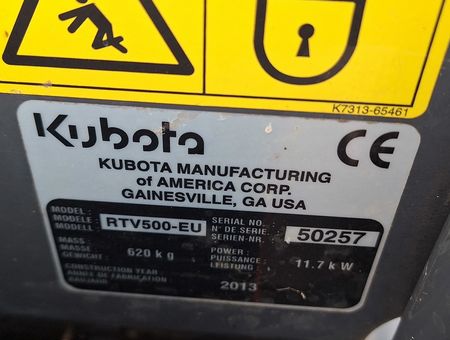 K7313-65461
Kubota
CE
KUBOTA MANUFACTURING
of AMERICA CORP.
GAINESVILLE, GA USA
MODEL:
MODELE:
MODELL:
RTV500-EU
SERIAL NO.
N° DE SERIE:
SERIEN-NR.
50257
MASS
MASSE
GEWICHT:
620 kg
POWER:
PUISSANCE:
LEISTUNG
11.7 kW
CONSTRUCTION YEAR
ANNEE DE FABRICATION
BAUJAHR
2013